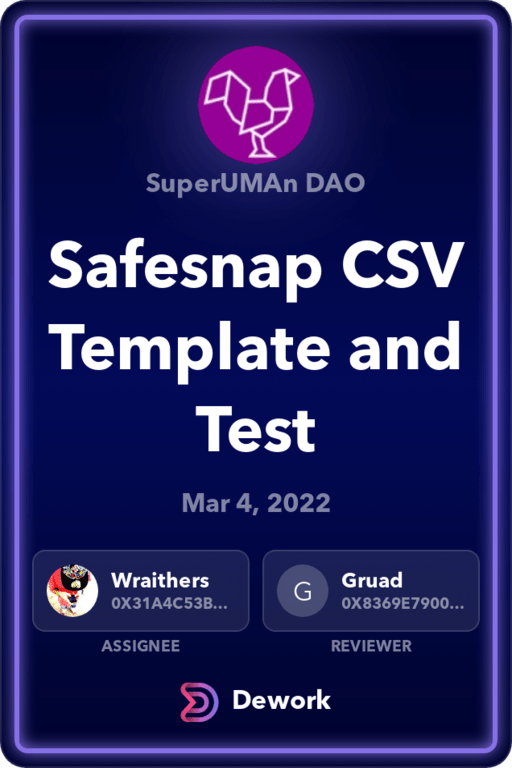 SuperUMAn DAO
Safesnap CSV
Template and
Test
Mar 4, 2022
Wraithers
0X31A4C53B...
G
Gruad
0X8369E7900...
ASSIGNEE
REVIEWER
Dework